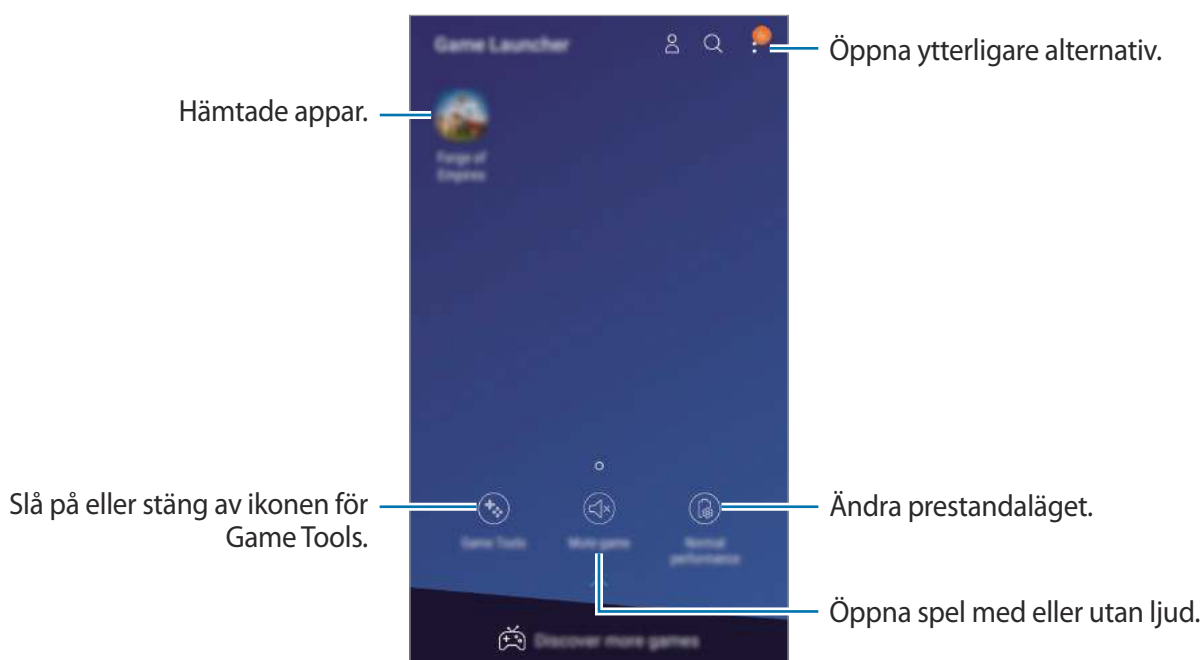 Game Launcher
Öppna ytterligare alternativ.
Hämtade appar.
Forge of
Empires
Slå på eller stäng av ikonen för
Game Tools.
Ändra prestandaläget.
Game Tools
Mute game
Normal
performance
Öppna spel med eller utan ljud.
Discover more games